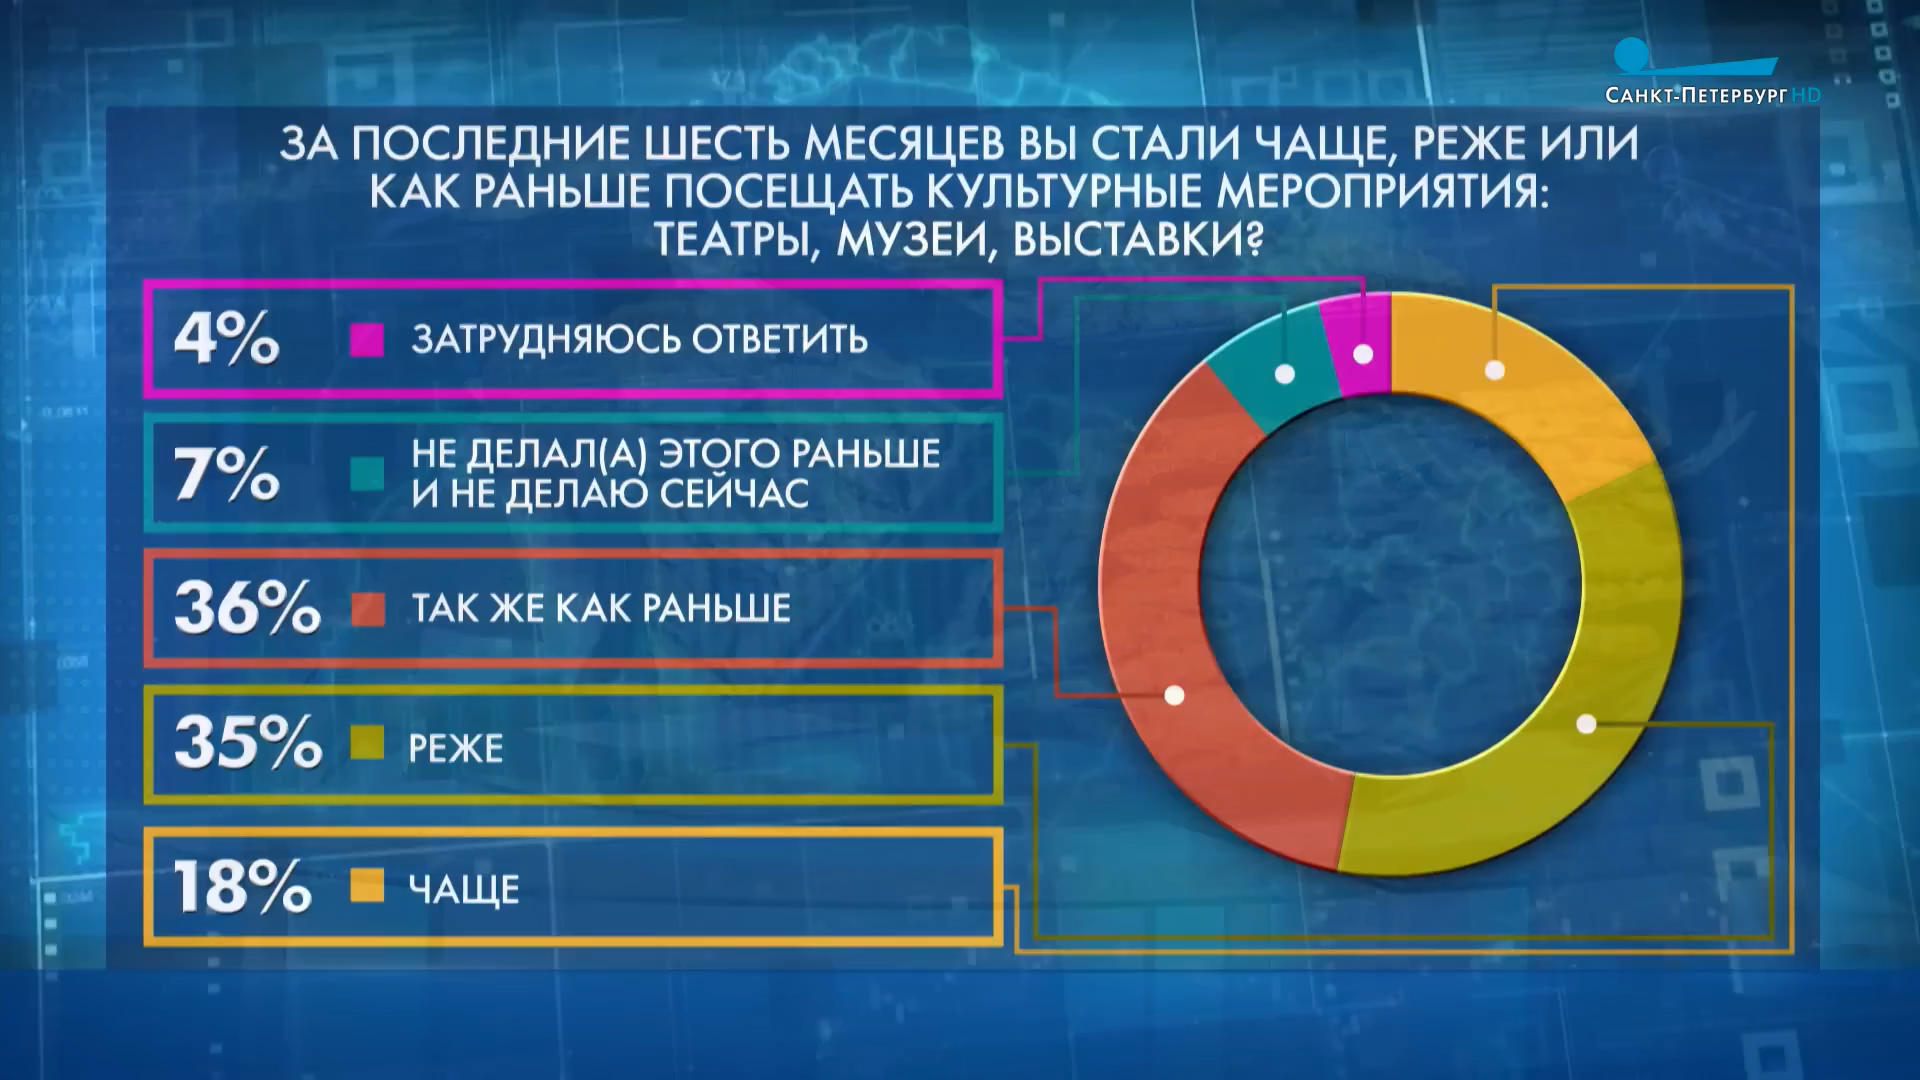 Санкт-Петербург HD
ЗА ПОСЛЕДНИЕ ШЕСТЬ МЕСЯЦЕВ ВЫ СТАЛИ ЧАЩЕ, РЕЖЕ ИЛИ
КАК РАНЬШЕ ПОСЕЩАТЬ КУЛЬТУРНЫЕ МЕРОПРИЯТИЯ:
ТЕАТРЫ, МУЗЕИ, ВЫСТАВКИ?
4% ЗАТРУДНЯЮСЬ ОТВЕТИТЬ
7% НЕ ДЕЛАЛ(А) ЭТОГО РАНЬШЕ
И НЕ ДЕЛАЮ СЕЙЧАС
36% ТАК ЖЕ КАК РАНЬШЕ
35% РЕЖЕ
18% ЧАЩЕ